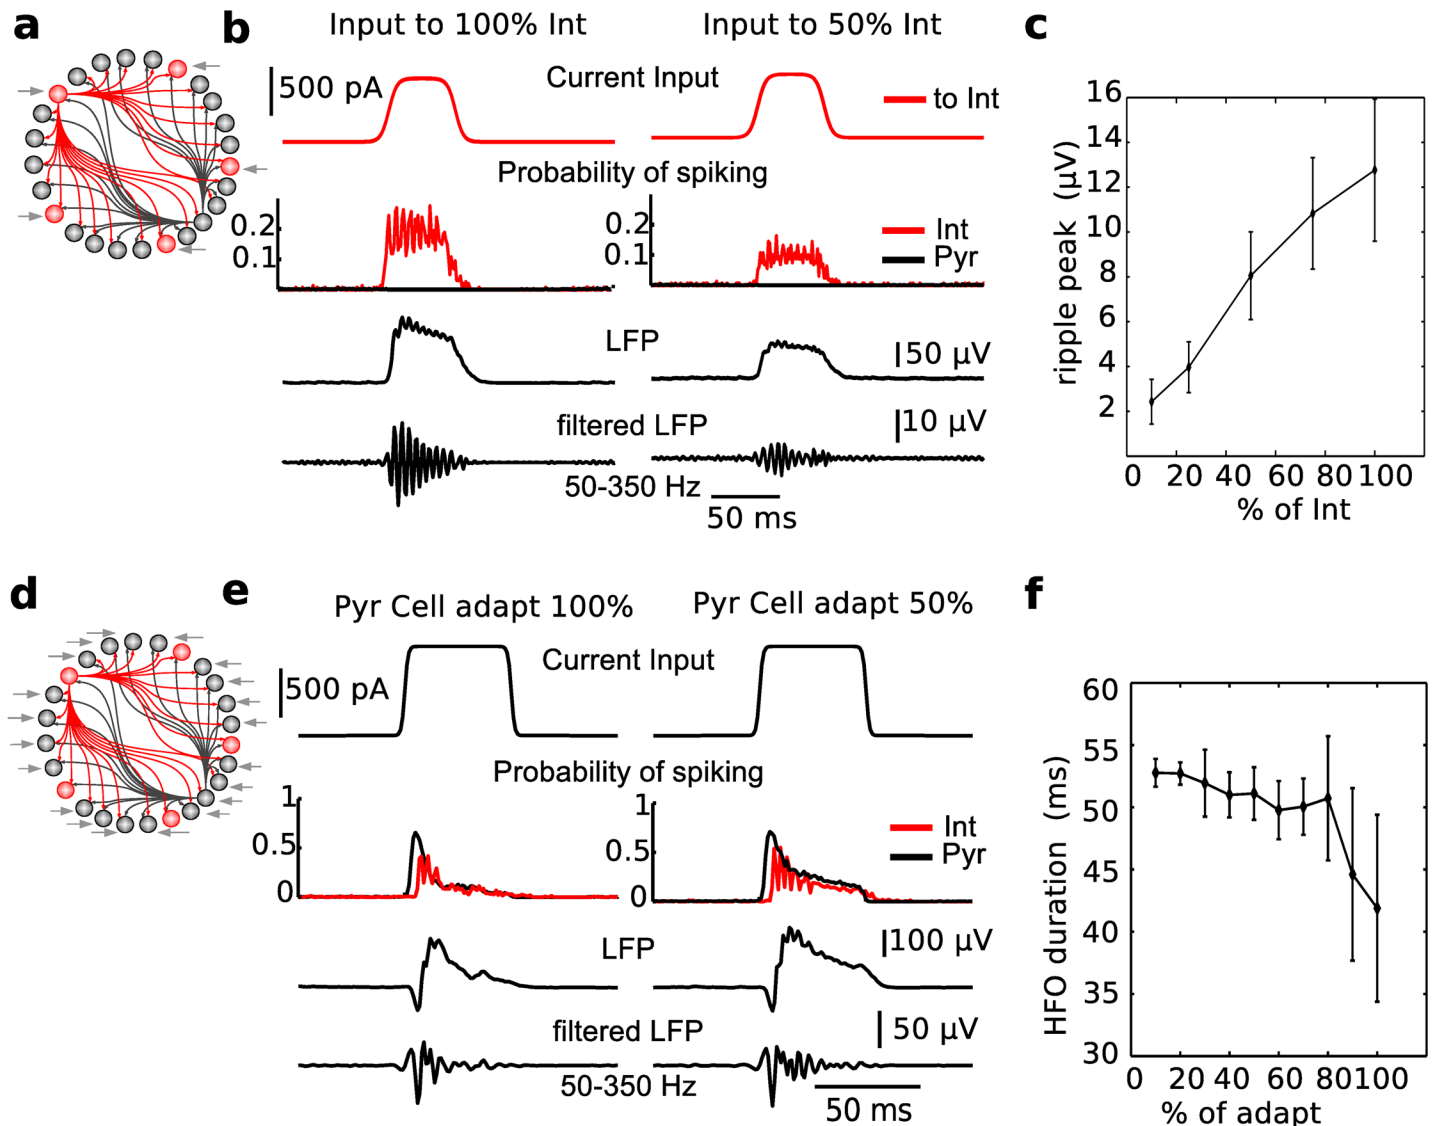 a
b
Input to 100% Int
Input to 50% Int
c
500 pA
Current Input
to Int
Probability of spiking
0.2
0.1
0.2
0.1
Int
Pyr
LFP
50 µV
filtered LFP
10 µV
50-350 Hz
50 ms
16
14
12
10
8
6
4
2
ripple peak (µV)
0 20 40 60 80 100
% of Int
d
e
Pyr Cell adapt 100%
Pyr Cell adapt 50%
f
500 pA
Current Input
Probability of spiking
1
0.5
0
1
0.5
0
Int
Pyr
LFP
100 µV
filtered LFP
50 µV
50-350 Hz
50 ms
60
55
50
45
40
35
30
HFO duration (ms)
0 20 40 60 80 100
% of adapt